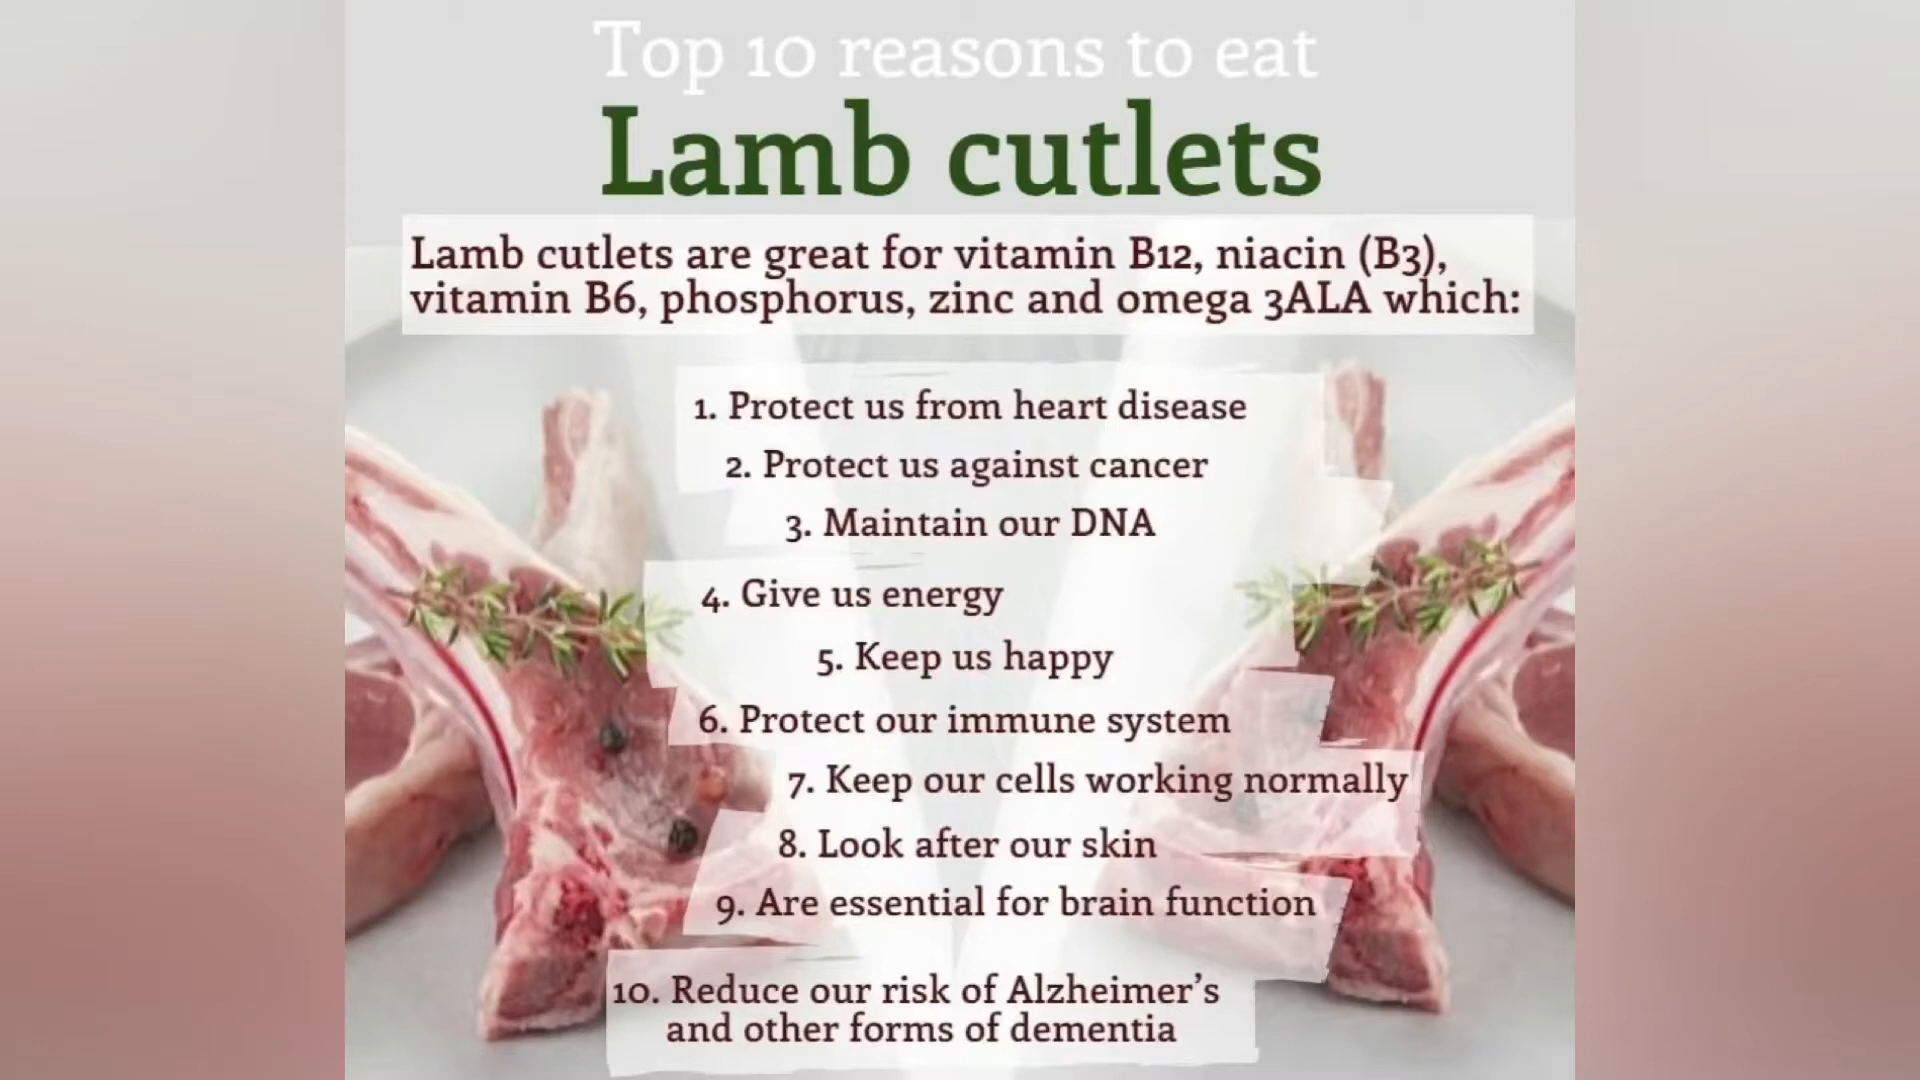 Top 10 reasons to eat
Lamb cutlets
Lamb cutlets are great for vitamin B12, niacin (B3),
vitamin B6, phosphorus, zinc and omega 3ALA which:
1. Protect us from heart disease
2. Protect us against cancer
3. Maintain our DNA
4. Give us energy
5. Keep us happy
6. Protect our immune system
7. Keep our cells working normally
8. Look after our skin
9. Are essential for brain function
10. Reduce our risk of Alzheimer’s
and other forms of dementia